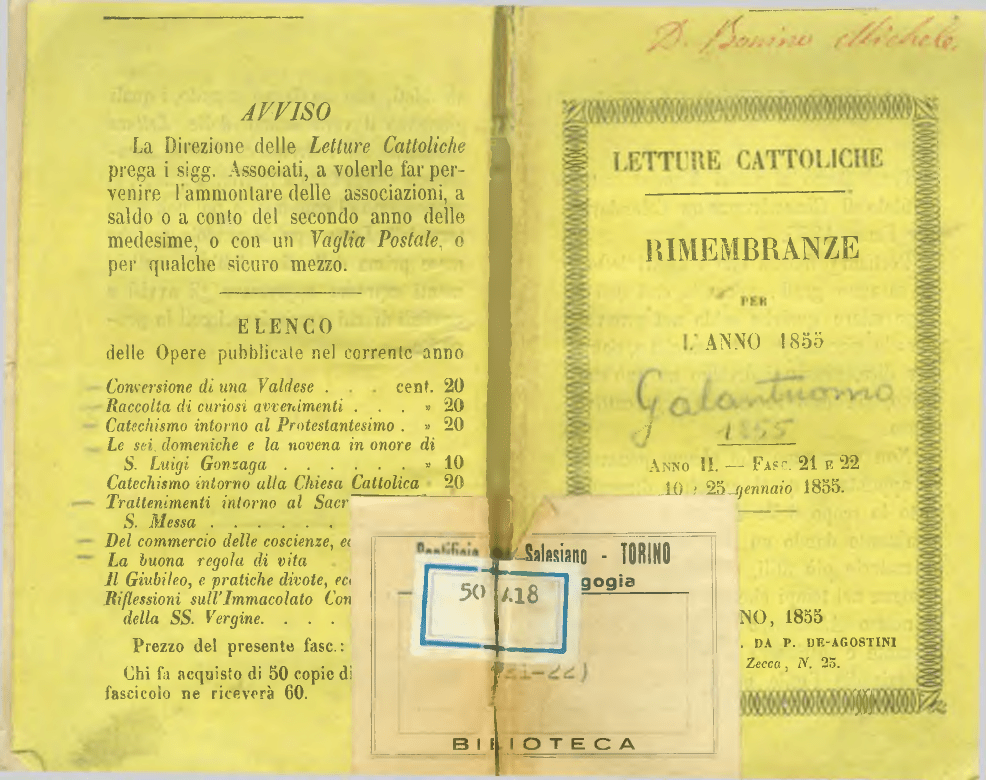 AVVISO
La Direzione delle Letture Cattoliche
prega i sigg. Associati, a volerle far per-
venire l'ammontare delle associazioni, a
saldo o a conto del secondo anno delle
medesime, o con un Vaglia Postale, o
per qualche sicuro mezzo.
ELENCO
delle Opere pubblicate nel corrente anno
Conversione di una Valdese . . . cent. 20
Raccolta di curiosi avvenimenti . . . » 20
Catechismo intorno al Protestantesimo . » 20
Le sei domeniche e la novena in onore di
S. Luigi Gonzaga . . . . . . » 10
Catechismo intorno alla Chiesa Cattolica » 20
Trattenimenti intorno al Sacr
S. Messa . . . . . .
Del commercio delle coscienze, ec
La buona regola di vita .
Il Giubileo, e pratiche divote, ecc
Riflessioni sull'Immacolato Con
della SS. Vergine. . . .
Prezzo del presente fasc.:
Chi fa acquisto di 50 copie di
fascicolo ne riceverà 60.
D. Bonino Michele.
LETTURE CATTOLICHE
RIMEMBRANZE
PER
L'ANNO 1855
Galantuomo
1855
ANNO II. — FASC. 21 E 22
10 e 25 gennaio 1855.
NO, 1855
. DA P. DE-AGOSTINI
Zecca, N. 25.
Pontificio Salesiano - TORINO
gogia
50 A18
21-22)
BIBLIOTECA